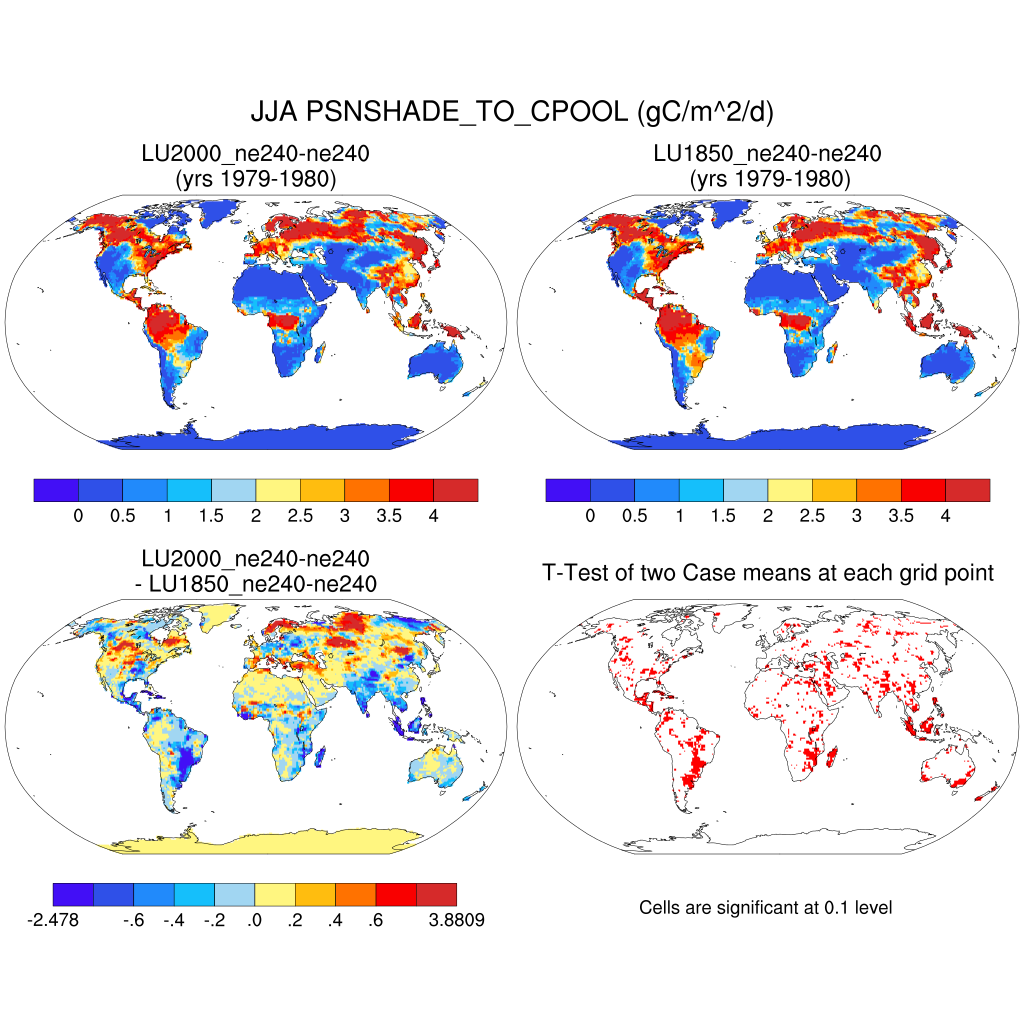 JJA PSNSHADE_TO_CPOOL (gC/m^2/d)
LU2000_ne240-ne240
(yrs 1979-1980)
LU1850_ne240-ne240
(yrs 1979-1980)
0 0.5 1 1.5 2 2.5 3 3.5 4
0 0.5 1 1.5 2 2.5 3 3.5 4
LU2000_ne240-ne240
- LU1850_ne240-ne240
T-Test of two Case means at each grid point
-2.478 -.6 -.4 -.2 .0 .2 .4 .6 3.8809
Cells are significant at 0.1 level